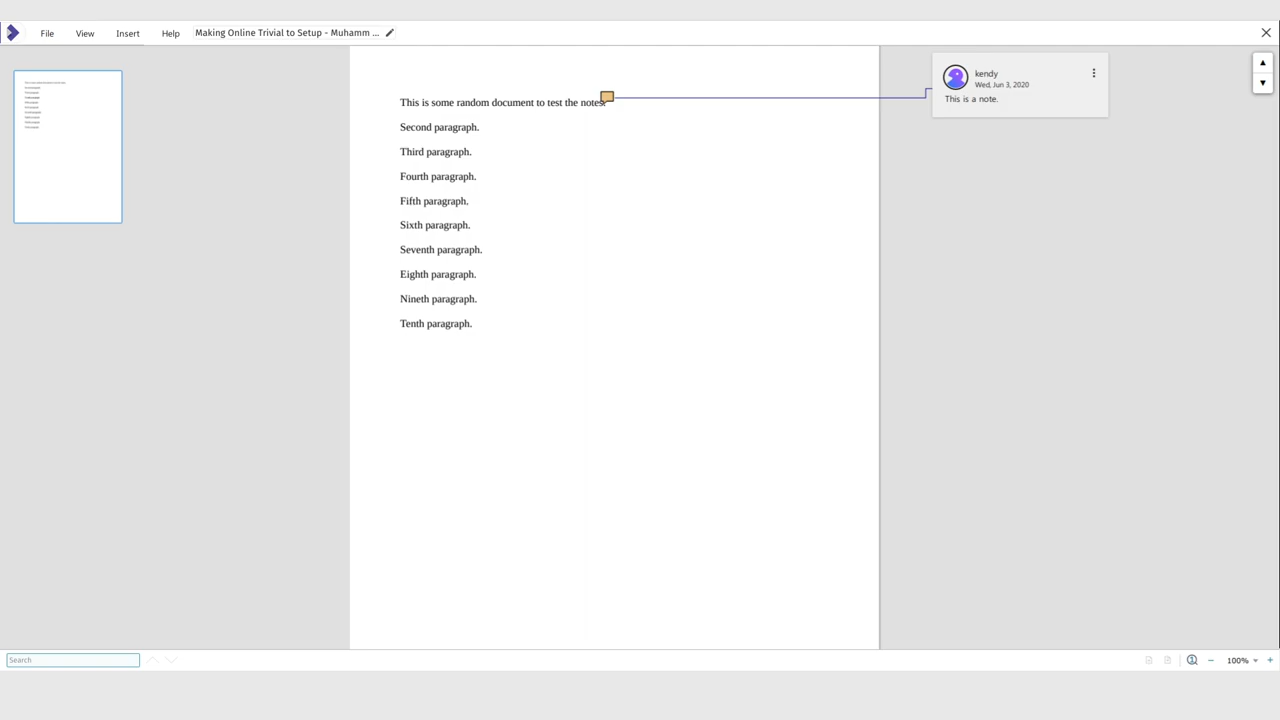 File View Insert Help Making Online Trivial to Setup - Muhamm ...
kendy
Wed, Jun 3, 2020
This is a note.
This is some random document to test the notes.
Second paragraph.
Third paragraph.
Fourth paragraph.
Fifth paragraph.
Sixth paragraph.
Seventh paragraph.
Eighth paragraph.
Nineth paragraph.
Tenth paragraph.
Search
100%